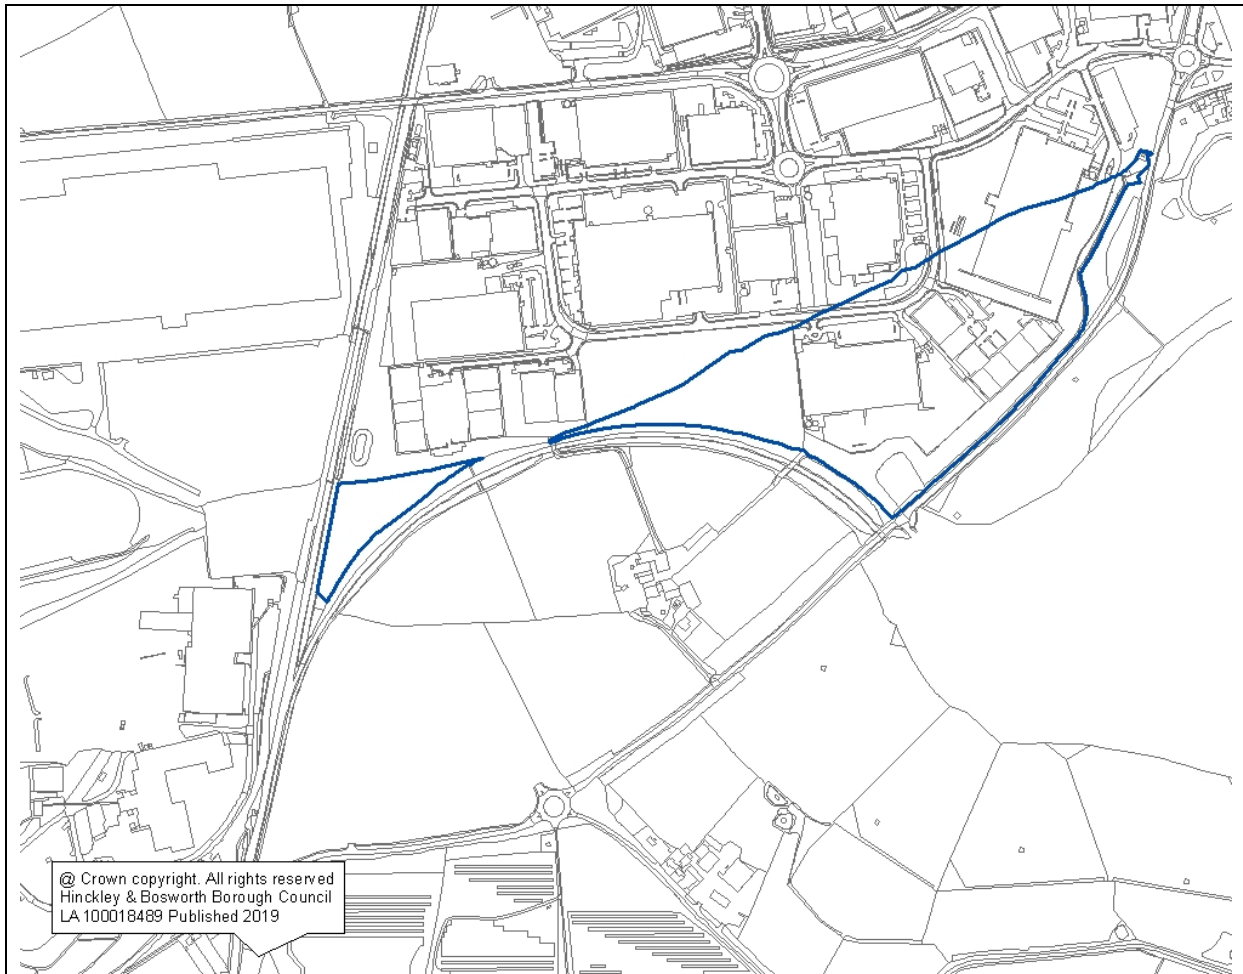 @ Crown copyright. All rights reserved
Hinckley & Bosworth Borough Council
LA 100018489 Published 2019